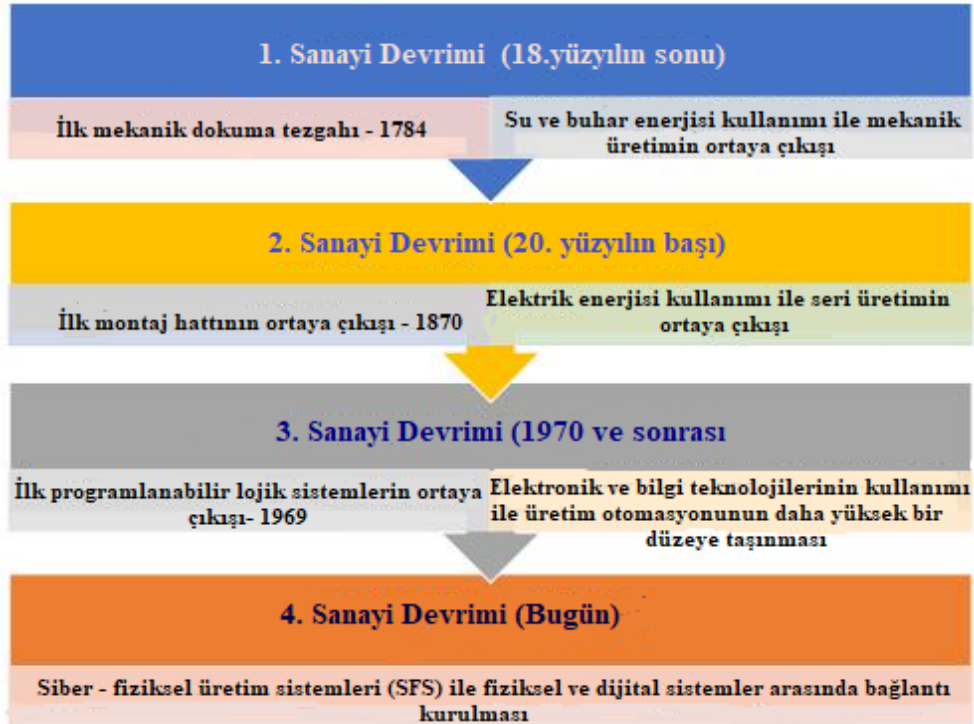 1. Sanayi Devrimi (18.yüzyılın sonu)
İlk mekanik dokuma tezgahı - 1784
Su ve buhar enerjisi kullanımı ile mekanik
üretimin ortaya çıkışı
2. Sanayi Devrimi (20. yüzyılın başı)
İlk montaj hattının ortaya çıkışı - 1870
Elektrik enerjisi kullanımı ile seri üretimin
ortaya çıkışı
3. Sanayi Devrimi (1970 ve sonrası
İlk programlanabilir lojik sistemlerin ortaya
çıkışı- 1969
Elektronik ve bilgi teknolojilerinin kullanımı
ile üretim otomasyonunun daha yüksek bir
düzeye taşınması
4. Sanayi Devrimi (Bugün)
Siber - fiziksel üretim sistemleri (SFS) ile fiziksel ve dijital sistemler arasında bağlantı
kurulması